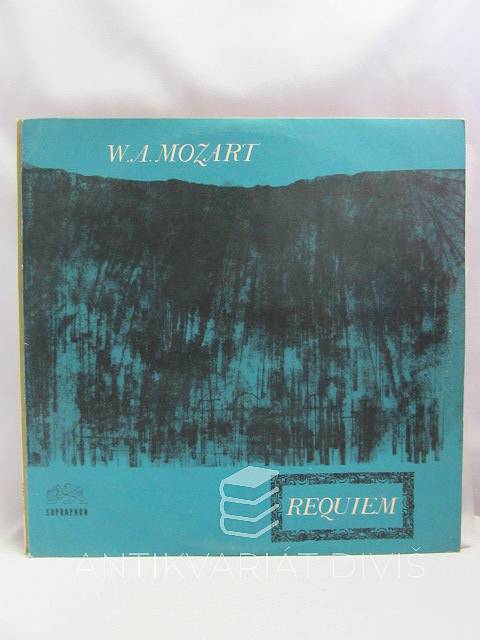 W.A.MOZART
REQUIEM
SUPRAPHON
ANTIKVARIÁT DIVIŠ